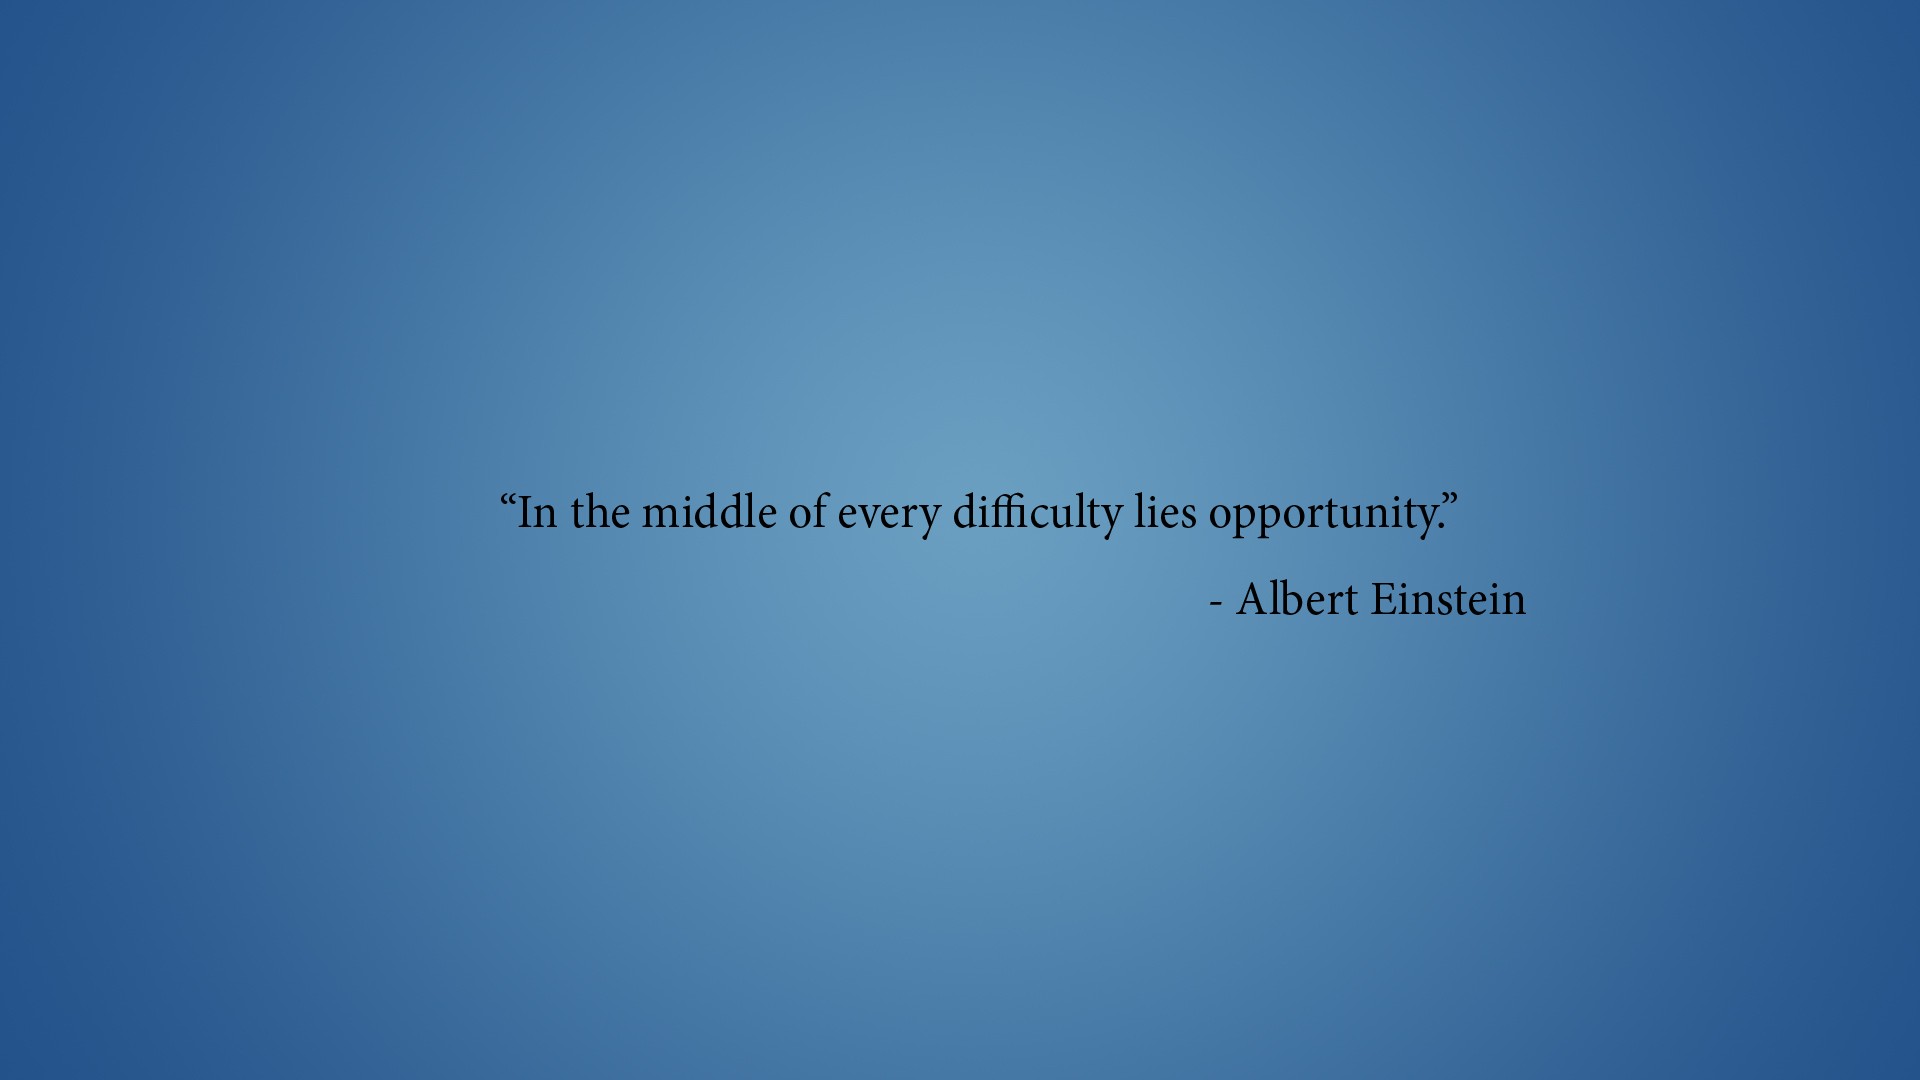 “In the middle of every difficulty lies opportunity.”
- Albert Einstein